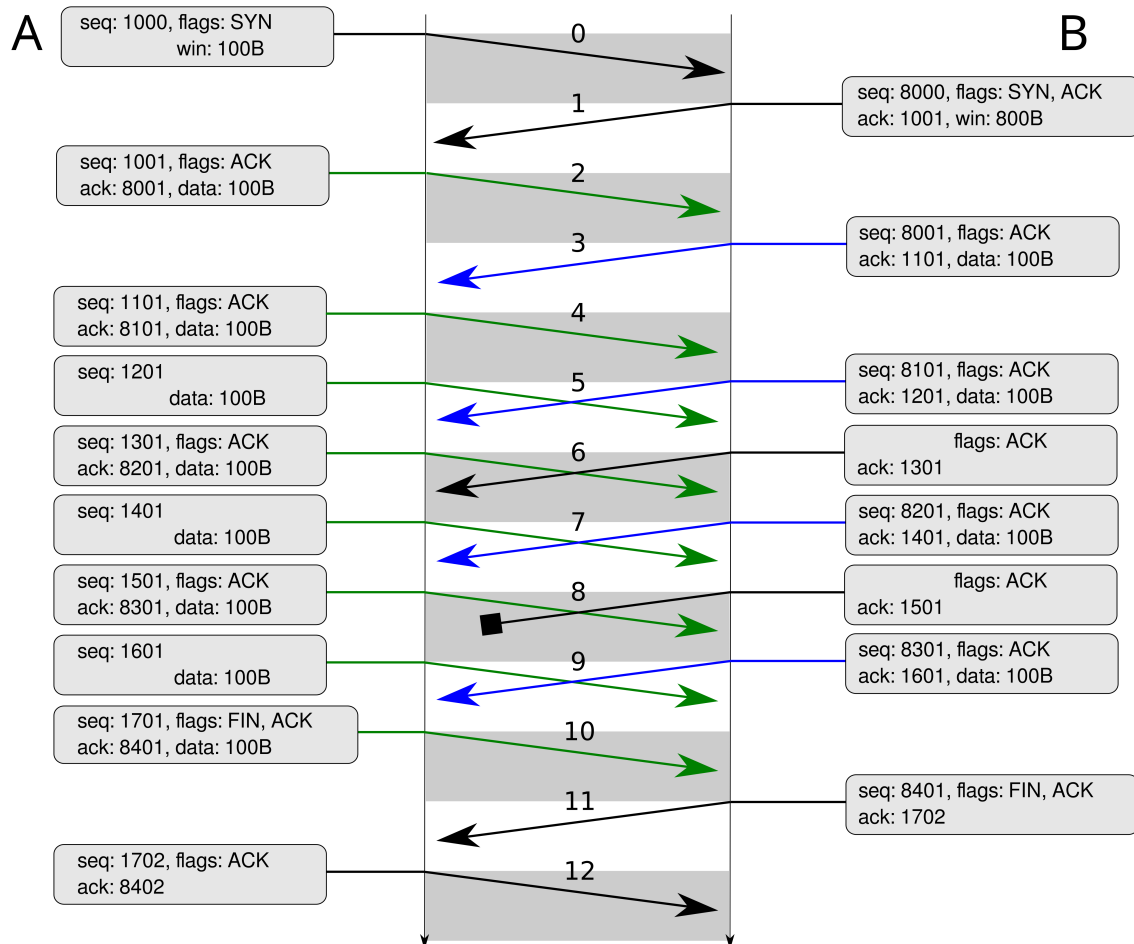 A
B
seq: 1000, flags: SYN
win: 100B
0
1
seq: 8000, flags: SYN, ACK
ack: 1001, win: 800B
seq: 1001, flags: ACK
ack: 8001, data: 100B
2
3
seq: 8001, flags: ACK
ack: 1101, data: 100B
seq: 1101, flags: ACK
ack: 8101, data: 100B
4
seq: 1201
data: 100B
5
seq: 8101, flags: ACK
ack: 1201, data: 100B
seq: 1301, flags: ACK
ack: 8201, data: 100B
6
flags: ACK
ack: 1301
seq: 1401
data: 100B
7
seq: 8201, flags: ACK
ack: 1401, data: 100B
seq: 1501, flags: ACK
ack: 8301, data: 100B
8
flags: ACK
ack: 1501
seq: 1601
data: 100B
9
seq: 8301, flags: ACK
ack: 1601, data: 100B
seq: 1701, flags: FIN, ACK
ack: 8401, data: 100B
10
11
seq: 8401, flags: FIN, ACK
ack: 1702
seq: 1702, flags: ACK
ack: 8402
12